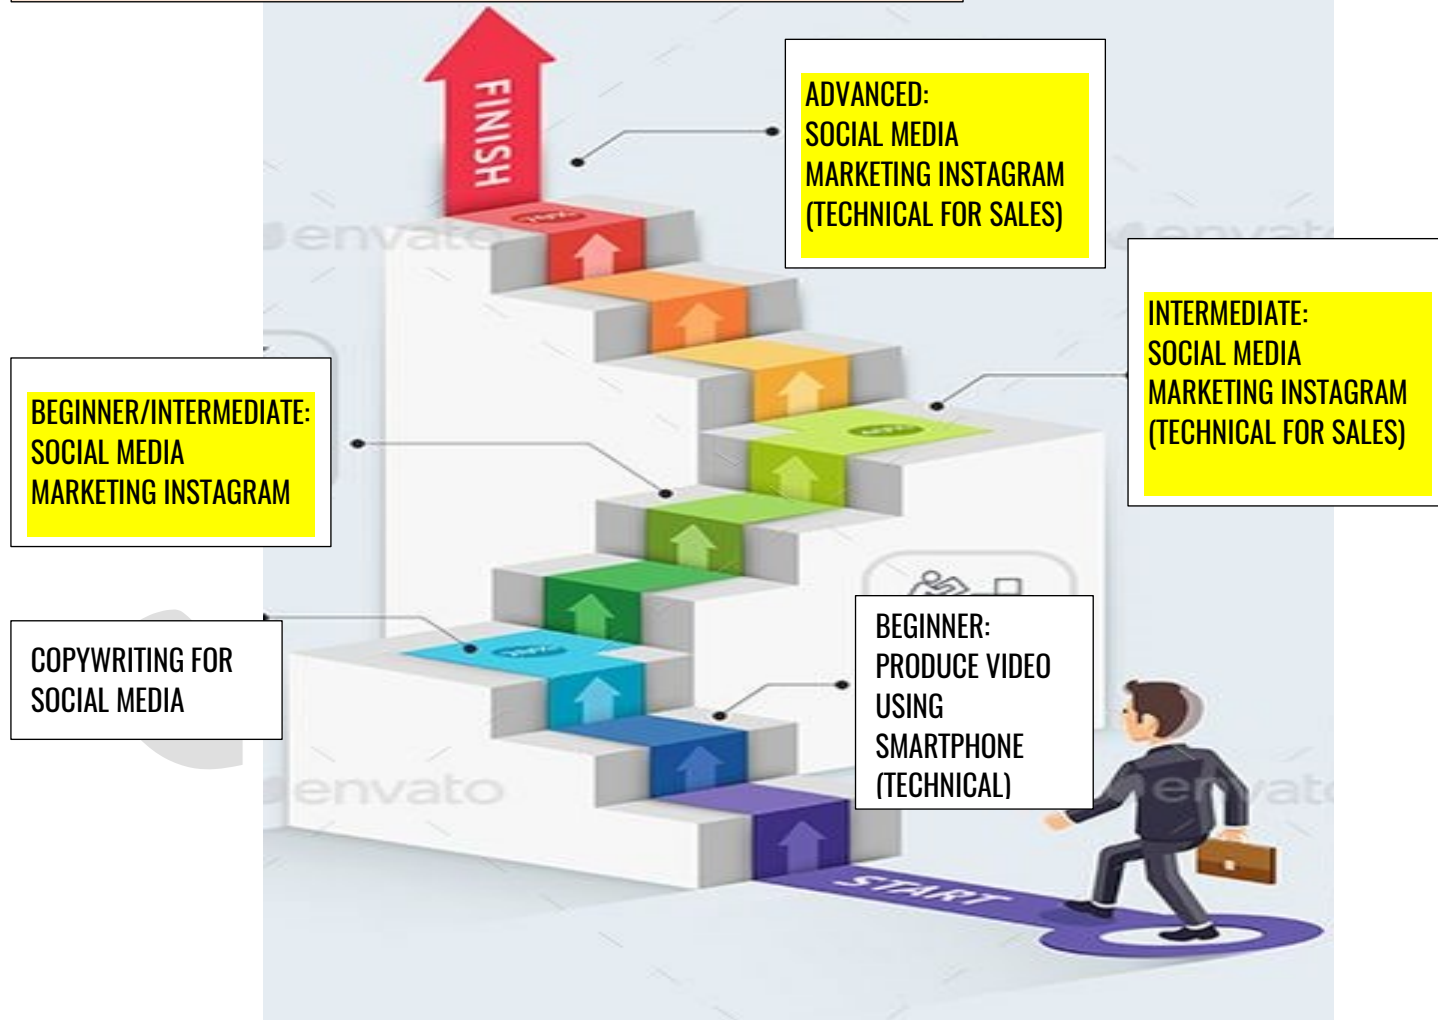 FINISH
ADVANCED:
SOCIAL MEDIA
MARKETING INSTAGRAM
(TECHNICAL FOR SALES)
envato
envato
INTERMEDIATE:
SOCIAL MEDIA
MARKETING INSTAGRAM
(TECHNICAL FOR SALES)
BEGINNER/INTERMEDIATE:
SOCIAL MEDIA
MARKETING INSTAGRAM
BEGINNER:
PRODUCE VIDEO
USING
SMARTPHONE
(TECHNICAL)
COPYWRITING FOR
SOCIAL MEDIA
envato
envato
START